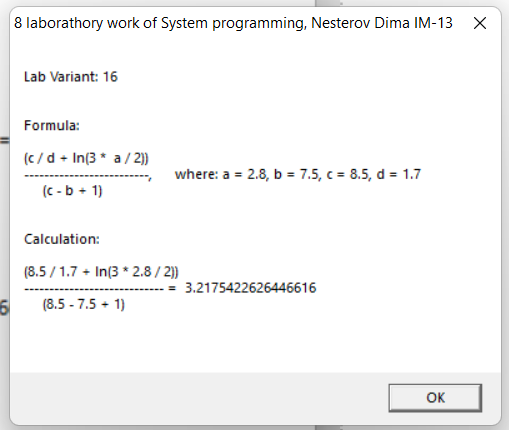 8 laborathory work of System programming, Nesterov Dima IM-13
Lab Variant: 16
Formula:
(c / d + ln(3 * a / 2))
-------------------------, where: a = 2.8, b = 7.5, c = 8.5, d = 1.7
(c - b + 1)
Calculation:
(8.5 / 1.7 + ln(3 * 2.8 / 2))
---------------------------- = 3.2175422626446616
(8.5 - 7.5 + 1)
OK